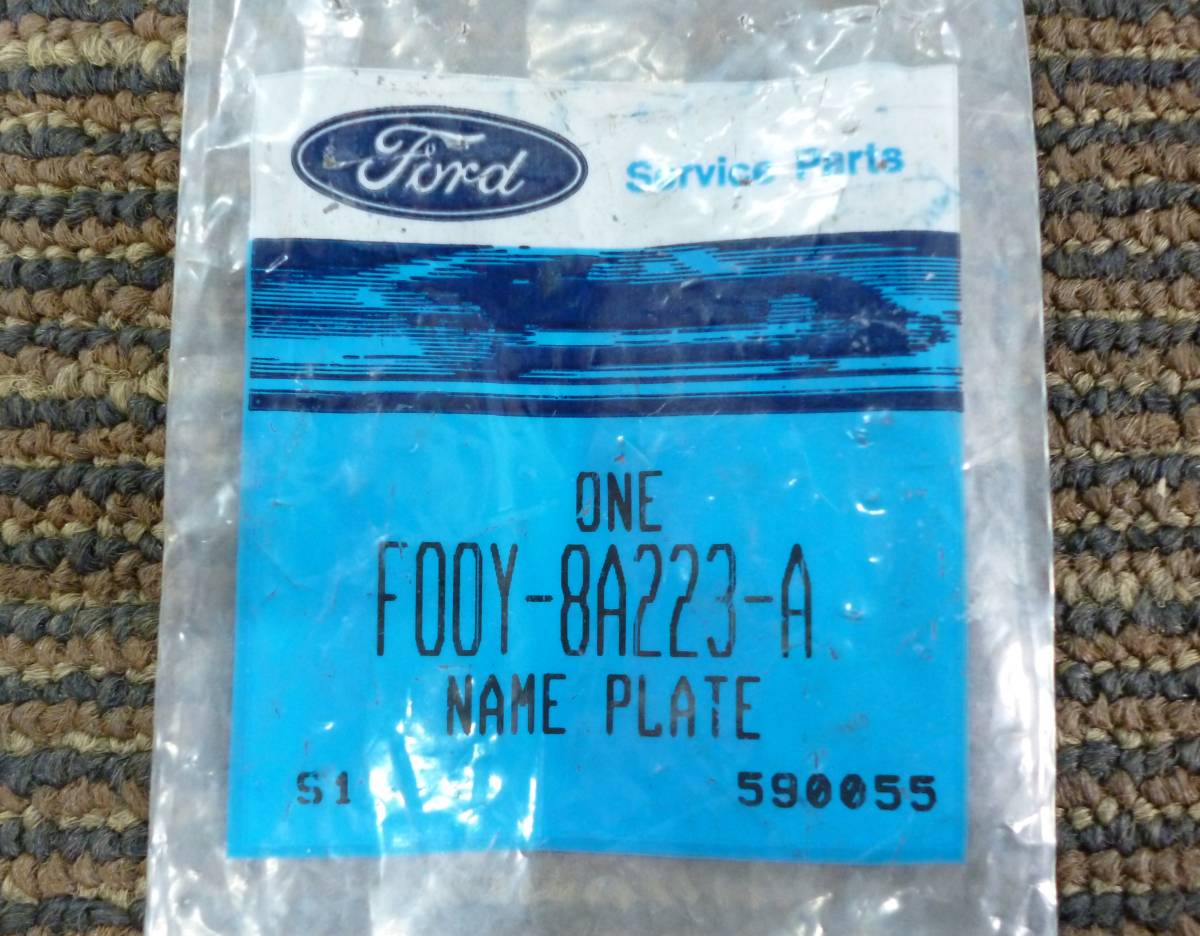 Ford
Service Parts
ONE
F00Y-8A223-A
NAME PLATE
S1 590055